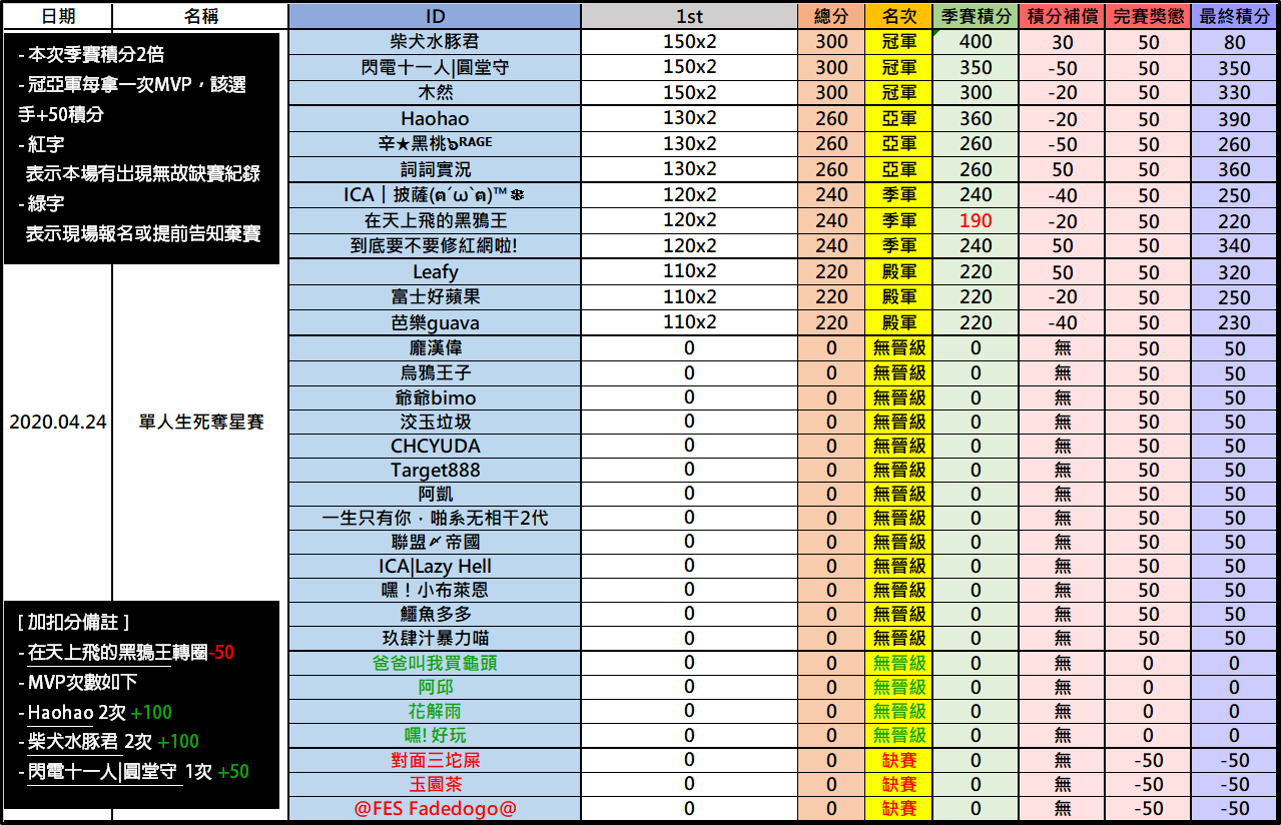 日期 名稱 ID 1st 總分 名次 季賽積分 積分補償 完賽獎懲 最終積分
- 本次季賽積分2倍
- 冠亞軍每拿一次MVP,該選
手+50積分
- 紅字
表示本場有出現無故缺賽紀錄
- 綠字
表示現場報名或提前告知棄賽
2020.04.24 單人生死奪星賽
[ 加扣分備註 ]
- 在天上飛的黑鴉王轉圈-50
- MVP次數如下
- Haohao 2次 +100
- 柴犬水豚君 2次 +100
- 閃電十一人|圓堂守 1次 +50
柴犬水豚君 150x2 300 冠軍 400 30 50 80
閃電十一人|圓堂守 150x2 300 冠軍 350 -50 50 350
木然 150x2 300 冠軍 300 -20 50 330
Haohao 130x2 260 亞軍 360 -20 50 390
辛★黑桃ঌRAGE 130x2 260 亞軍 260 -50 50 260
詞詞實況 130x2 260 亞軍 260 50 50 360
ICA｜披薩(ฅ´ω`ฅ)™❄ 120x2 240 季軍 240 -40 50 250
在天上飛的黑鴉王 120x2 240 季軍 190 -20 50 220
到底要不要修紅網啦! 120x2 240 季軍 240 50 50 340
Leafy 110x2 220 殿軍 220 50 50 320
富士好蘋果 110x2 220 殿軍 220 -20 50 250
芭樂guava 110x2 220 殿軍 220 -40 50 230
龐漢偉 0 0 無晉級 0 無 50 50
烏鴉王子 0 0 無晉級 0 無 50 50
爺爺bimo 0 0 無晉級 0 無 50 50
洨玉垃圾 0 0 無晉級 0 無 50 50
CHCYUDA 0 0 無晉級 0 無 50 50
Target888 0 0 無晉級 0 無 50 50
阿凱 0 0 無晉級 0 無 50 50
一生只有你．啪系无相干2代 0 0 無晉級 0 無 50 50
聯盟〆帝國 0 0 無晉級 0 無 50 50
ICA|Lazy Hell 0 0 無晉級 0 無 50 50
嘿！小布萊恩 0 0 無晉級 0 無 50 50
鱷魚多多 0 0 無晉級 0 無 50 50
玖肆汁暴力喵 0 0 無晉級 0 無 50 50
爸爸叫我買龜頭 0 0 無晉級 0 無 0 0
阿邱 0 0 無晉級 0 無 0 0
花解雨 0 0 無晉級 0 無 0 0
嘿! 好玩 0 0 無晉級 0 無 0 0
對面三坨屎 0 0 缺賽 0 無 -50 -50
玉園茶 0 0 缺賽 0 無 -50 -50
@FES Fadedogo@ 0 0 缺賽 0 無 -50 -50